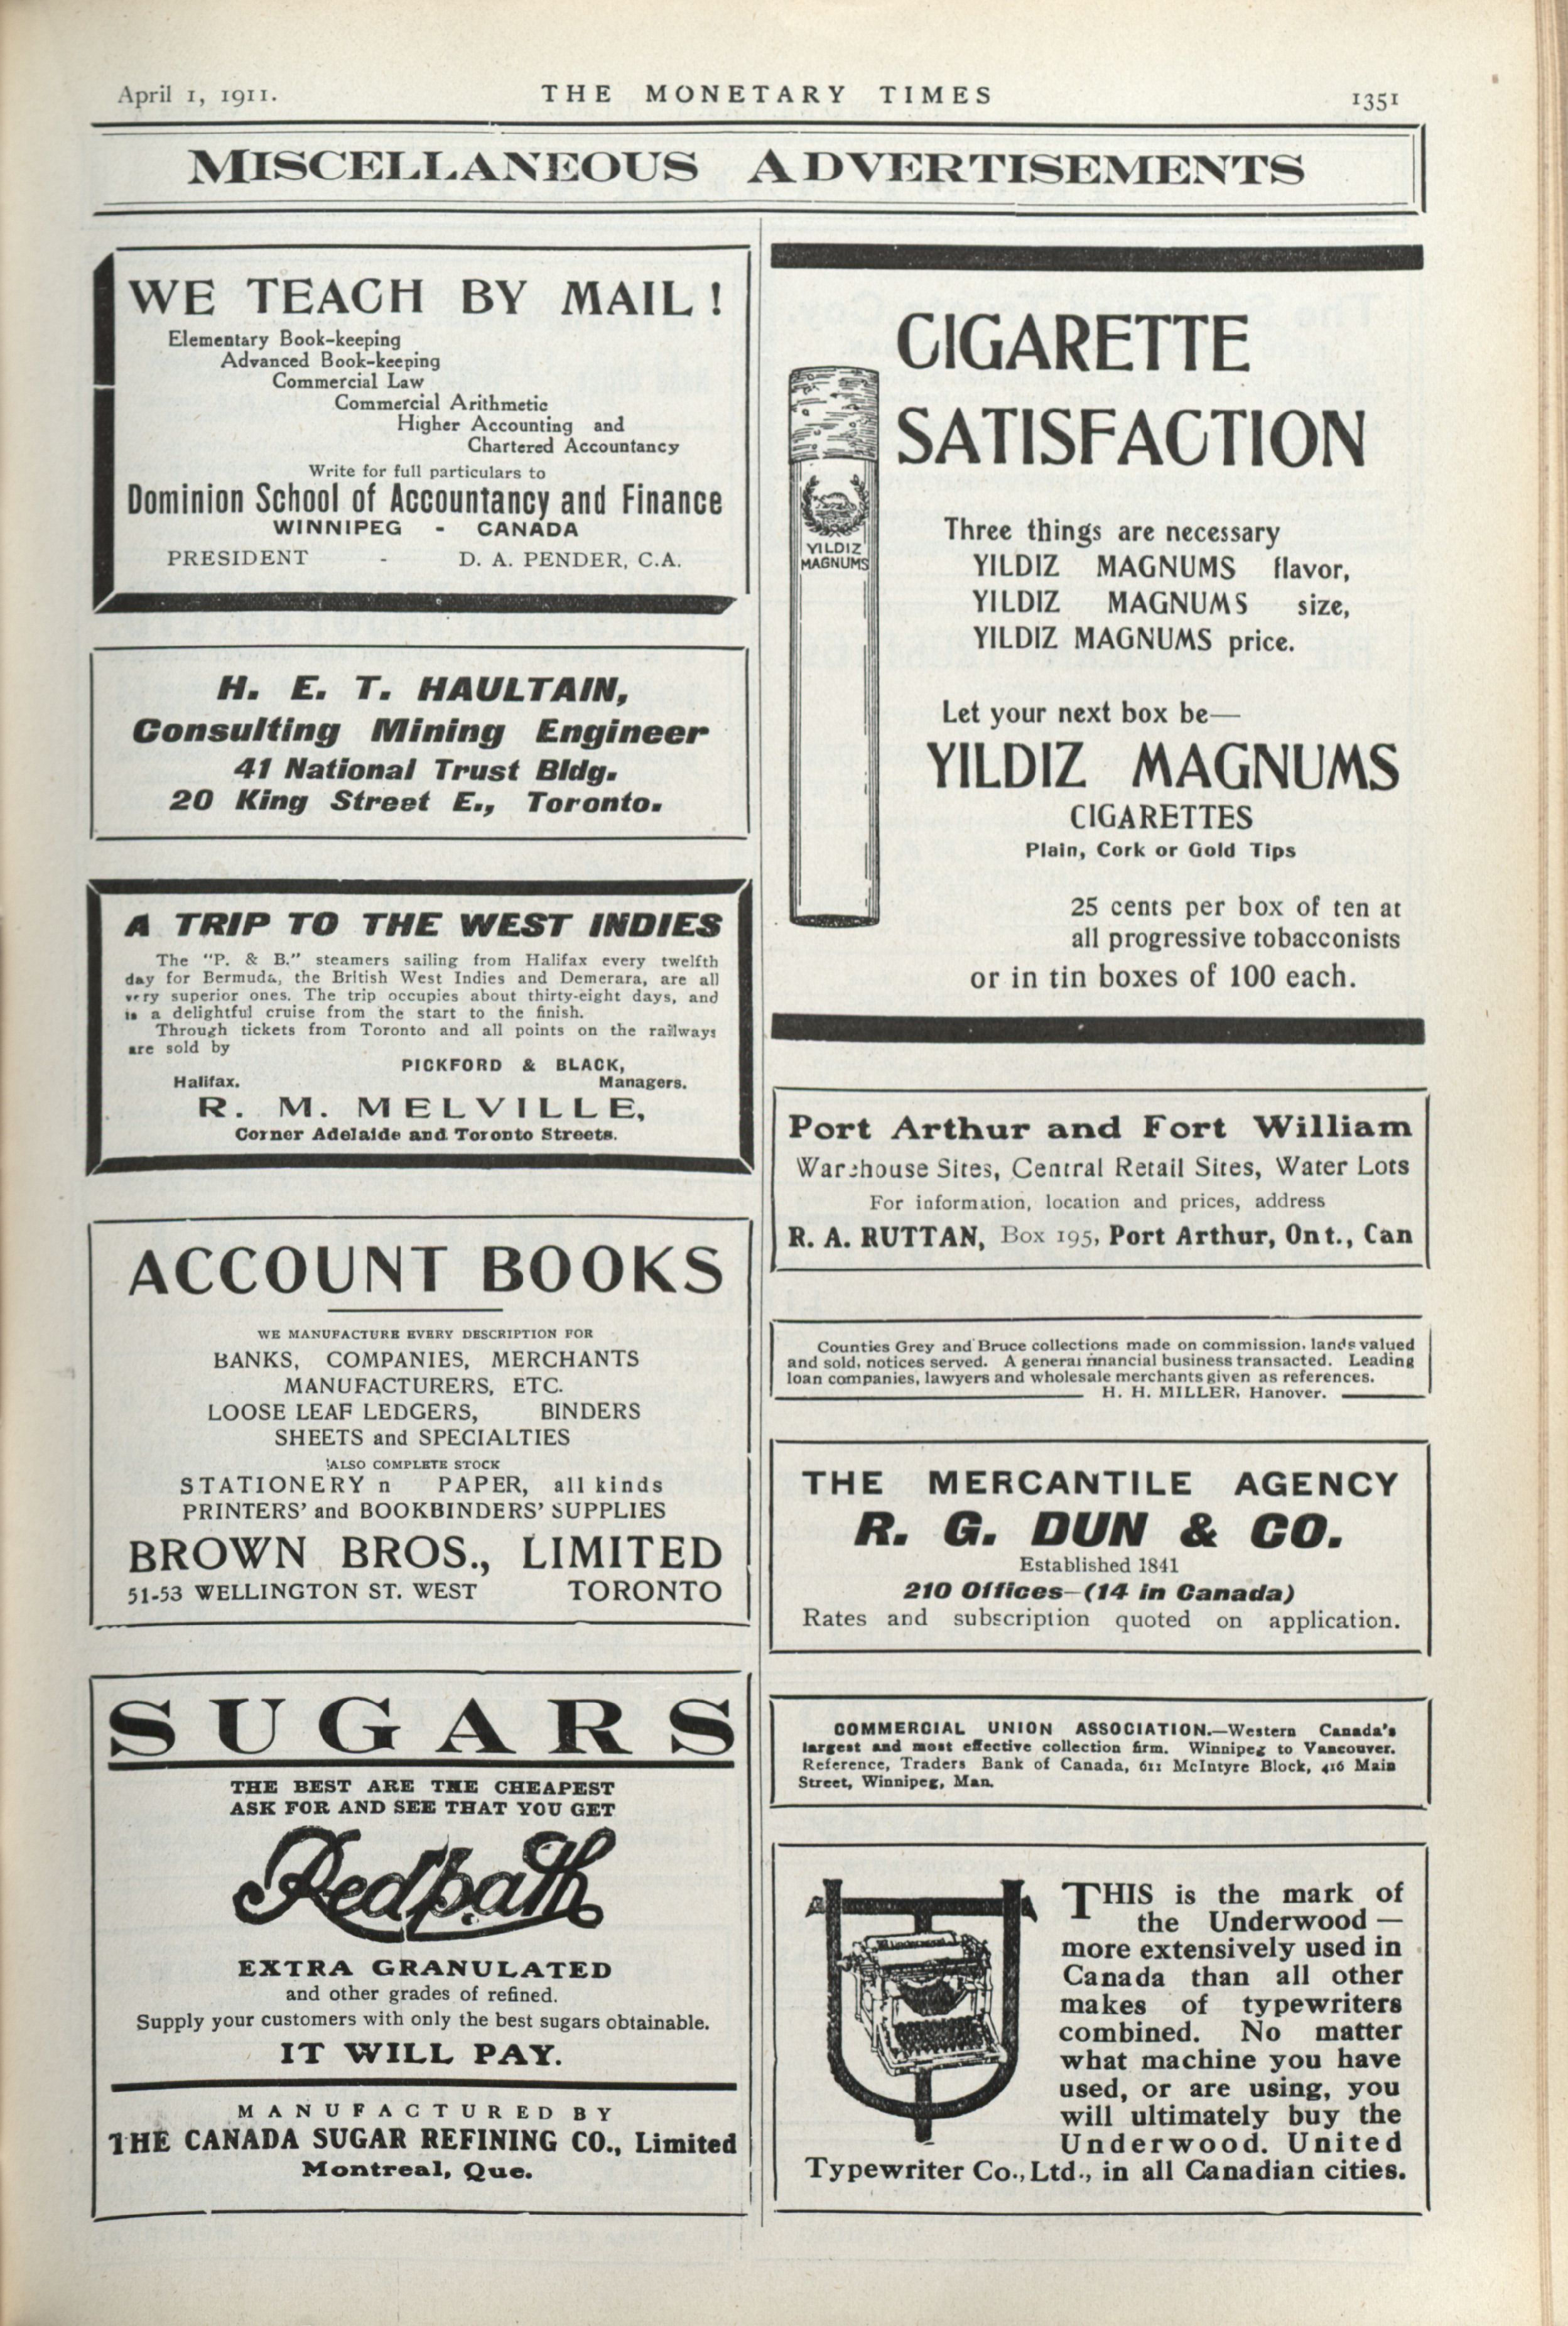 April 1, 1911.
THE MONETARY TIMES
1351
MISCELLANEOUS ADVERTISEMENTS
WE TEACH BY MAIL!
Elementary Book-keeping
Advanced Book-keeping
Commercial Law
Commercial Arithmetic
Higher Accounting and
Chartered Accountancy
Write for full particulars to
Dominion School of Accountancy and Finance
WINNIPEG - CANADA
PRESIDENT - D. A. PENDER, C.A.
H. E. T. HAULTAIN,
Consulting Mining Engineer
41 National Trust Bldg.
20 King Street E., Toronto.
A TRIP TO THE WEST INDIES
The "P. & B." steamers sailing from Halifax every twelfth
day for Bermuda, the British West Indies and Demerara, are all
very superior ones. The trip occupies about thirty-eight days, and
is a delightful cruise from the start to the finish.
Through tickets from Toronto and all points on the railways
are sold by
PICKFORD & BLACK,
Halifax. Managers.
R. M. MELVILLE,
Corner Adelaide and Toronto Streets.
ACCOUNT BOOKS
WE MANUFACTURE EVERY DESCRIPTION FOR
BANKS, COMPANIES, MERCHANTS
MANUFACTURERS, ETC.
LOOSE LEAF LEDGERS, BINDERS
SHEETS and SPECIALTIES
ALSO COMPLETE STOCK
STATIONERY n PAPER, all kinds
PRINTERS' and BOOKBINDERS' SUPPLIES
BROWN BROS., LIMITED
51-53 WELLINGTON ST. WEST TORONTO
SUGARS
THE BEST ARE THE CHEAPEST
ASK FOR AND SEE THAT YOU GET
Redpath
EXTRA GRANULATED
and other grades of refined.
Supply your customers with only the best sugars obtainable.
IT WILL PAY.
MANUFACTURED BY
THE CANADA SUGAR REFINING CO., Limited
Montreal, Que.
CIGARETTE
SATISFACTION
YILDIZ
MAGNUMS
Three things are necessary
YILDIZ MAGNUMS flavor,
YILDIZ MAGNUMS size,
YILDIZ MAGNUMS price.
Let your next box be—
YILDIZ MAGNUMS
CIGARETTES
Plain, Cork or Gold Tips
25 cents per box of ten at
all progressive tobacconists
or in tin boxes of 100 each.
Port Arthur and Fort William
Warehouse Sites, Central Retail Sites, Water Lots
For information, location and prices, address
R. A. RUTTAN, Box 195, Port Arthur, Ont., Can
Counties Grey and Bruce collections made on commission, lands valued
and sold, notices served. A general financial business transacted. Leading
loan companies, lawyers and wholesale merchants given as references.
H. H. MILLER, Hanover.
THE MERCANTILE AGENCY
R. G. DUN & CO.
Established 1841
210 Offices—(14 in Canada)
Rates and subscription quoted on application.
COMMERCIAL UNION ASSOCIATION.—Western Canada's
largest and most effective collection firm. Winnipeg to Vancouver.
Reference, Traders Bank of Canada, 611 McIntyre Block, 416 Main
Street, Winnipeg, Man.
THIS is the mark of
the Underwood —
more extensively used in
Canada than all other
makes of typewriters
combined. No matter
what machine you have
used, or are using, you
will ultimately buy the
Underwood. United
Typewriter Co., Ltd., in all Canadian cities.